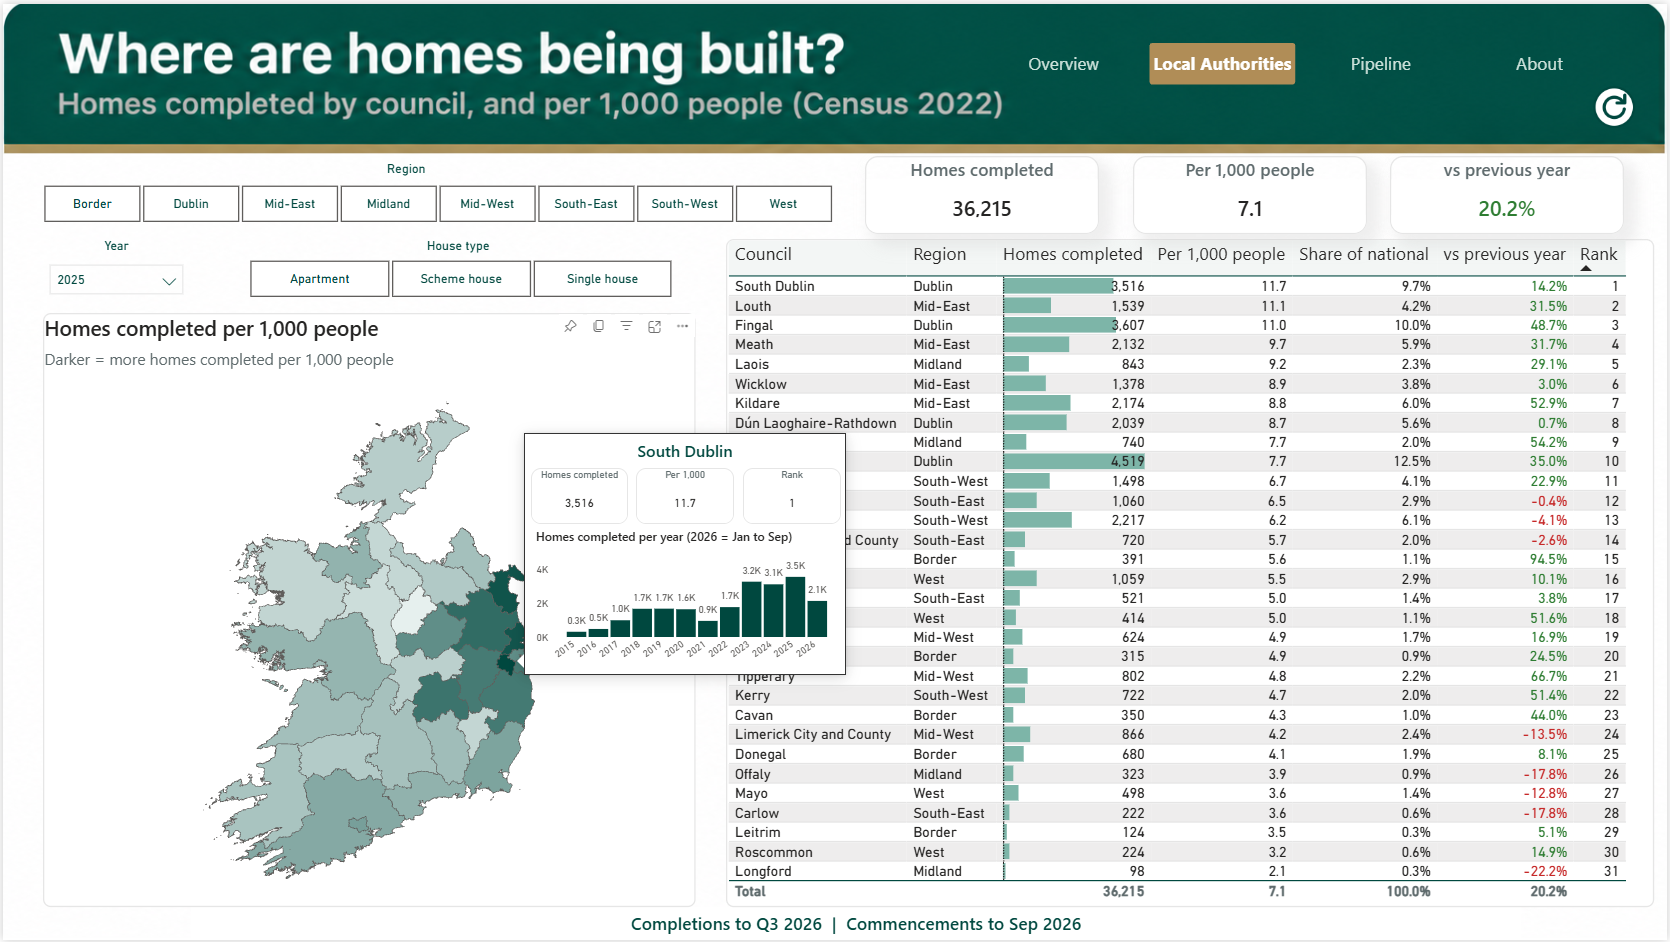 Where are homes being built?
Homes completed by council, and per 1,000 people (Census 2022)
Overview
Local Authorities
Pipeline
About
Region
Border
Dublin
Mid-East
Midland
Mid-West
South-East
South-West
West
Year
2025
House type
Apartment
Scheme house
Single house
Homes completed
36,215
Per 1,000 people
7.1
vs previous year
20.2%
Homes completed per 1,000 people
Darker = more homes completed per 1,000 people
South Dublin
Homes completed
3,516
Per 1,000
11.7
Rank
1
Homes completed per year (2026 = Jan to Sep)
4K
2K
0K
0.3K 0.5K 1.0K 1.7K 1.7K 1.6K 0.9K 1.7K 3.2K 3.1K 3.5K 2.1K
2015 2016 2017 2018 2019 2020 2021 2022 2023 2024 2025 2026
Council Region Homes completed Per 1,000 people Share of national vs previous year Rank
South Dublin Dublin 3,516 11.7 9.7% 14.2% 1
Louth Mid-East 1,539 11.1 4.2% 31.5% 2
Fingal Dublin 3,607 11.0 10.0% 48.7% 3
Meath Mid-East 2,132 9.7 5.9% 31.7% 4
Laois Midland 843 9.2 2.3% 29.1% 5
Wicklow Mid-East 1,378 8.9 3.8% 3.0% 6
Kildare Mid-East 2,174 8.8 6.0% 52.9% 7
Dún Laoghaire-Rathdown Dublin 2,039 8.7 5.6% 0.7% 8
Midland 740 7.7 2.0% 54.2% 9
Dublin 4,519 7.7 12.5% 35.0% 10
South-West 1,498 6.7 4.1% 22.9% 11
South-East 1,060 6.5 2.9% -0.4% 12
South-West 2,217 6.2 6.1% -4.1% 13
d County South-East 720 5.7 2.0% -2.6% 14
Border 391 5.6 1.1% 94.5% 15
West 1,059 5.5 2.9% 10.1% 16
South-East 521 5.0 1.4% 3.8% 17
West 414 5.0 1.1% 51.6% 18
Mid-West 624 4.9 1.7% 16.9% 19
Border 315 4.9 0.9% 24.5% 20
Tipperary Mid-West 802 4.8 2.2% 66.7% 21
Kerry South-West 722 4.7 2.0% 51.4% 22
Cavan Border 350 4.3 1.0% 44.0% 23
Limerick City and County Mid-West 866 4.2 2.4% -13.5% 24
Donegal Border 680 4.1 1.9% 8.1% 25
Offaly Midland 323 3.9 0.9% -17.8% 26
Mayo West 498 3.6 1.4% -12.8% 27
Carlow South-East 222 3.6 0.6% -17.8% 28
Leitrim Border 124 3.5 0.3% 5.1% 29
Roscommon West 224 3.2 0.6% 14.9% 30
Longford Midland 98 2.1 0.3% -22.2% 31
Total 36,215 7.1 100.0% 20.2%
Completions to Q3 2026 | Commencements to Sep 2026